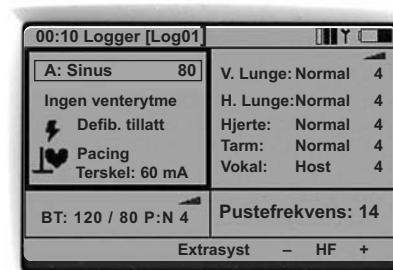 00:10 Logger [Log01]
A: Sinus 80
Ingen venterytme
Defib. tillatt
Pacing
Terskel: 60 mA
BT: 120 / 80 P:N 4
V. Lunge: Normal 4
H. Lunge:Normal 4
Hjerte: Normal 4
Tarm: Normal 4
Vokal: Host 4
Pustefrekvens: 14
Extrasyst – HF +